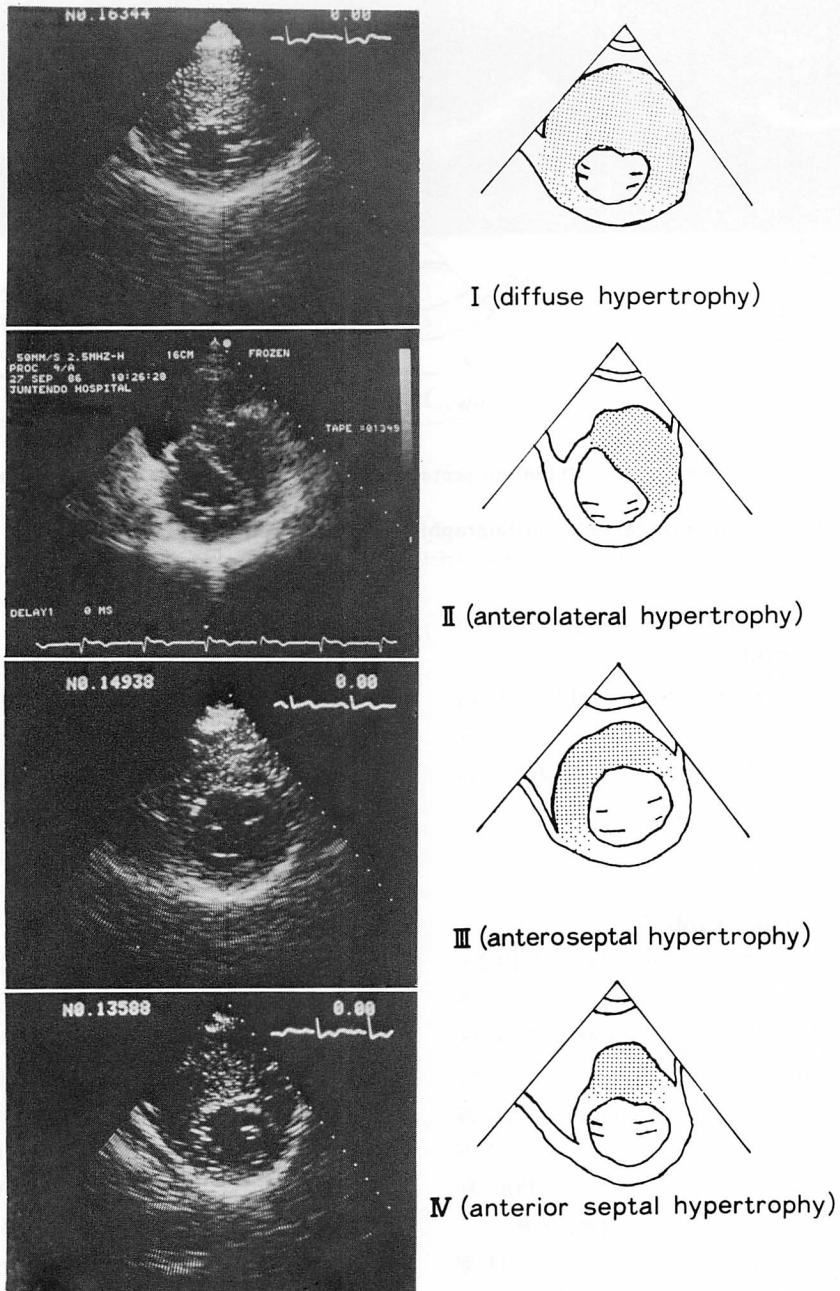 NO.16344 0.00
I (diffuse hypertrophy)
50MM/S 2.5MHZ-H 16CM FROZEN
PROC 9/A
27 SEP 86 10:26:20
JUNTENDO HOSPITAL
TAPE =01349
DELAY1 0 MS
II (anterolateral hypertrophy)
NO.14938 0.00
III (anteroseptal hypertrophy)
NO.13588 0.00
IV (anterior septal hypertrophy)